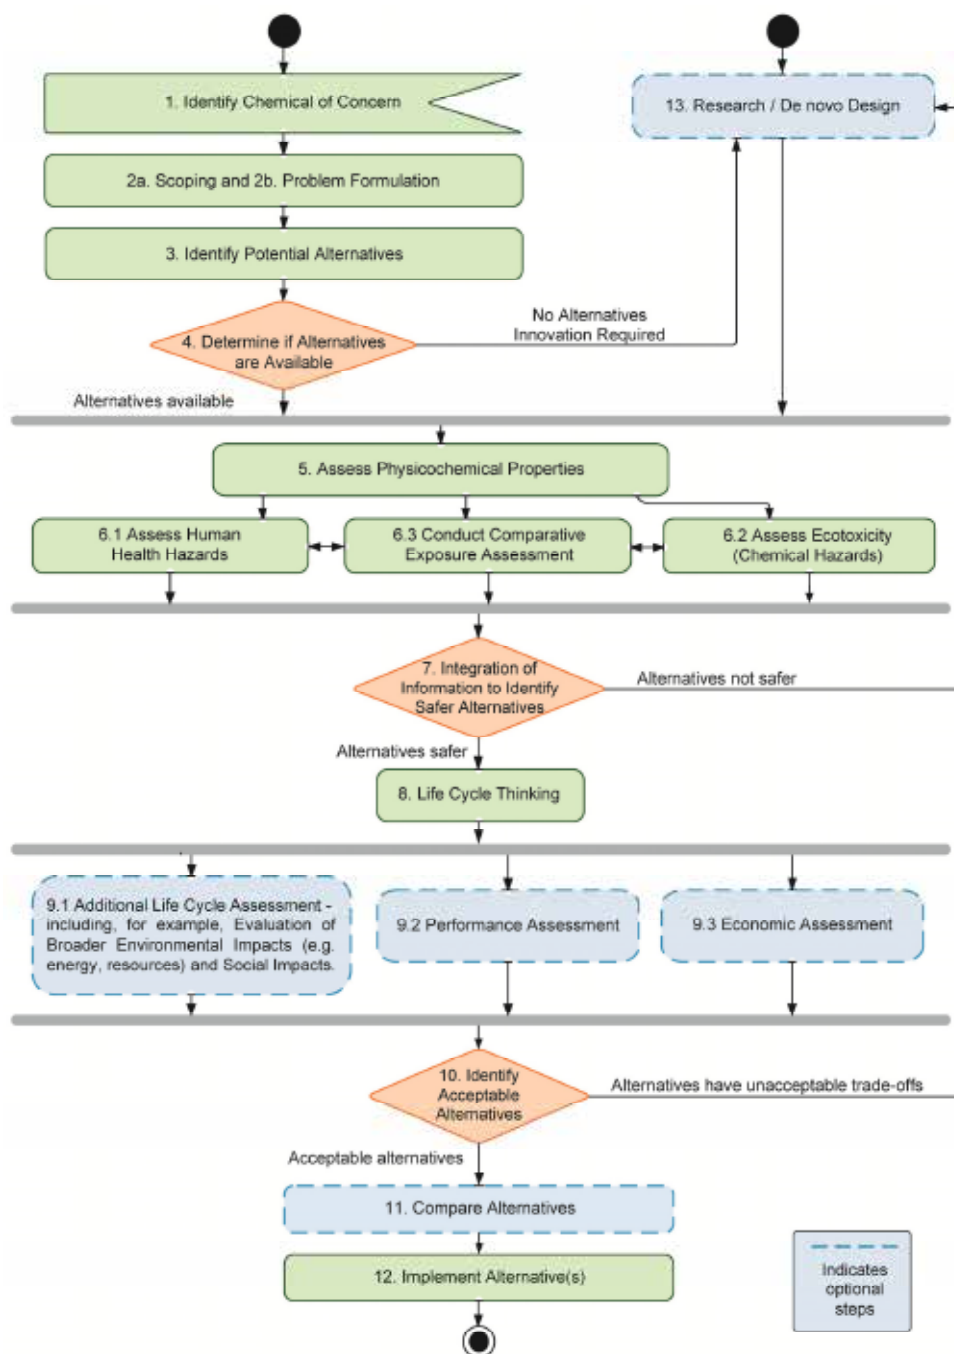 1. Identify Chemical of Concern
13. Research / De novo Design
2a. Scoping and 2b. Problem Formulation
3. Identify Potential Alternatives
No Alternatives
Innovation Required
4. Determine if Alternatives
are Available
Alternatives available
5. Assess Physicochemical Properties
6.1 Assess Human
Health Hazards
6.3 Conduct Comparative
Exposure Assessment
6.2 Assess Ecotoxicity
(Chemical Hazards)
7. Integration of
Information to Identify
Safer Alternatives
Alternatives not safer
Alternatives safer
8. Life Cycle Thinking
9.1 Additional Life Cycle Assessment -
including, for example, Evaluation of
Broader Environmental Impacts (e.g.
energy, resources) and Social Impacts.
9.2 Performance Assessment
9.3 Economic Assessment
10. Identify
Acceptable
Alternatives
Alternatives have unacceptable trade-offs
Acceptable alternatives
11. Compare Alternatives
12. Implement Alternative(s)
Indicates
optional
steps